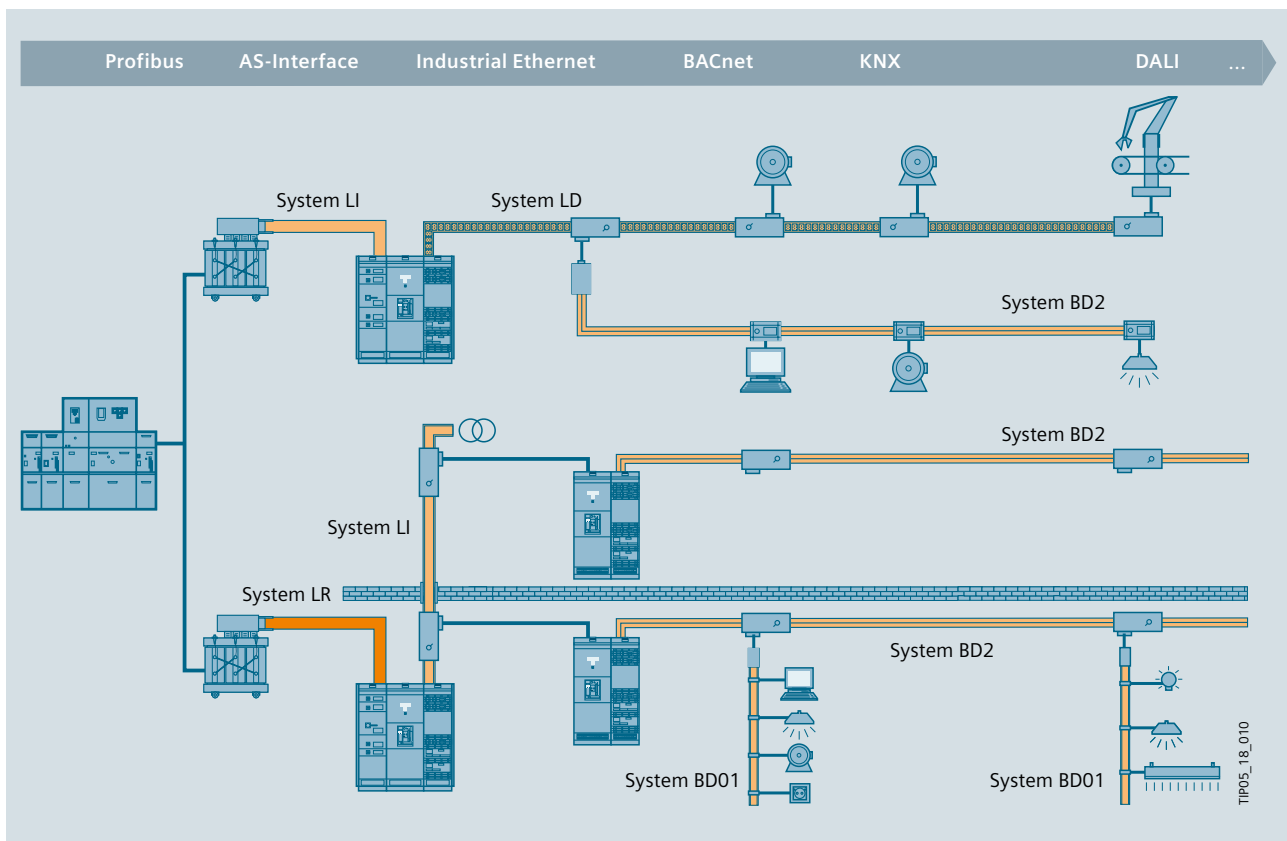 Profibus
AS-Interface
Industrial Ethernet
BACnet
KNX
DALI
...
System LI
System LD
System BD2
System BD2
System LI
System LR
System BD2
System BD01
System BD01
TIP05_18_010